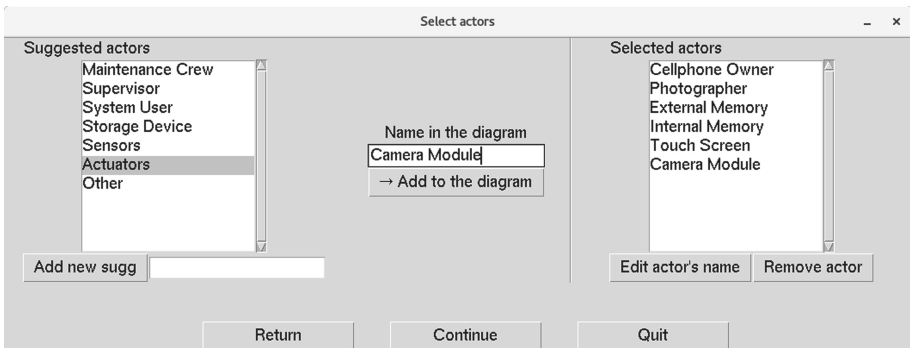 Select actors
Suggested actors
Maintenance Crew
Supervisor
System User
Storage Device
Sensors
Actuators
Other
Add new sugg
Name in the diagram
Camera Module
→ Add to the diagram
Selected actors
Cellphone Owner
Photographer
External Memory
Internal Memory
Touch Screen
Camera Module
Edit actor's name
Remove actor
Return
Continue
Quit